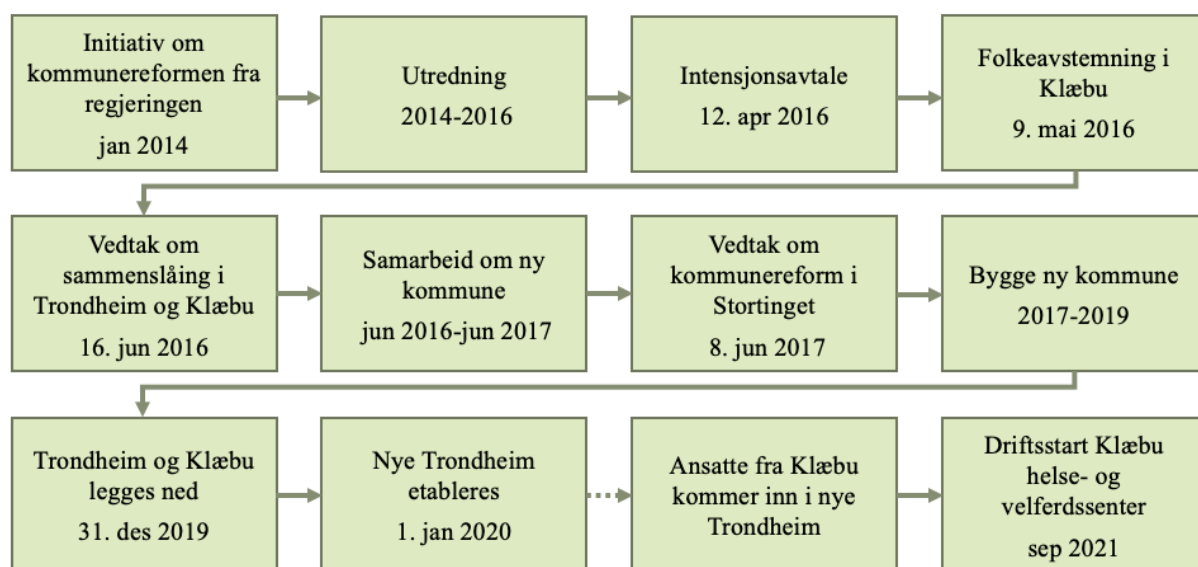 Initiativ om
kommunereformen fra
regjeringen
jan 2014
Utredning
2014-2016
Intensjonsavtale
12. apr 2016
Folkeavstemning i
Klæbu
9. mai 2016
Vedtak om
sammenslåing i
Trondheim og Klæbu
16. jun 2016
Samarbeid om ny
kommune
jun 2016-jun 2017
Vedtak om
kommunereform i
Stortinget
8. jun 2017
Bygge ny kommune
2017-2019
Trondheim og Klæbu
legges ned
31. des 2019
Nye Trondheim
etableres
1. jan 2020
Ansatte fra Klæbu
kommer inn i nye
Trondheim
Driftsstart Klæbu
helse- og
velferdssenter
sep 2021